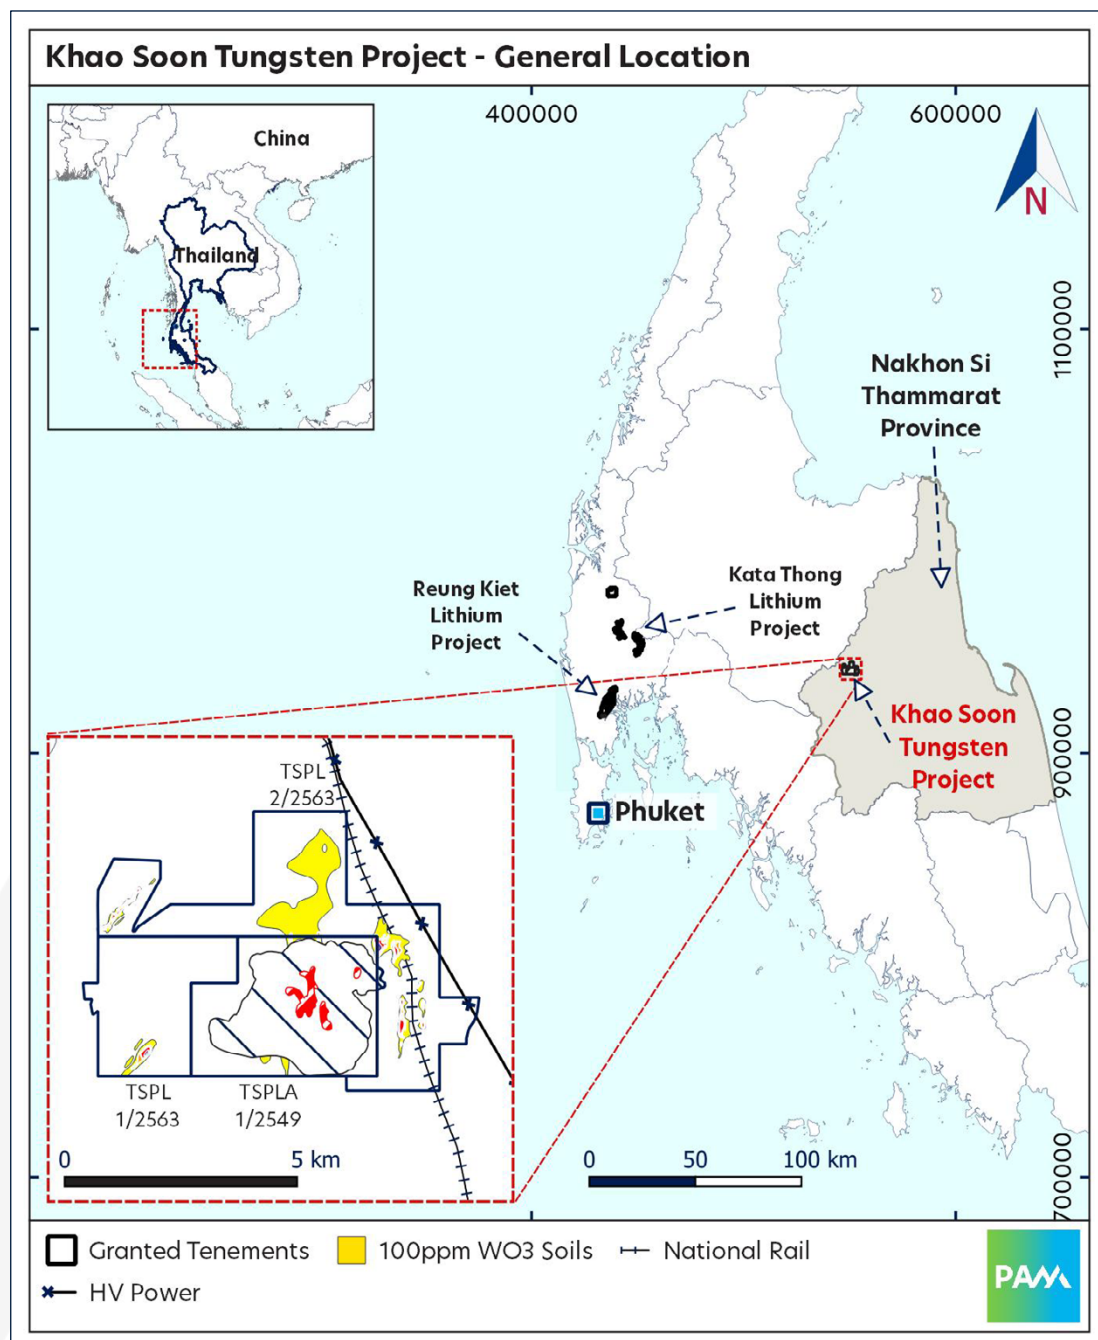 Khao Soon Tungsten Project - General Location
400000
600000
China
Thailand
N
1100000
Nakhon Si
Thammarat
Province
Reung Kiet
Lithium
Project
Kata Thong
Lithium
Project
Khao Soon
Tungsten
Project
900000
Phuket
TSPL
2/2563
TSPL
1/2563
TSPLA
1/2549
0 5 km
0 50 100 km
700000
Granted Tenements
100ppm WO3 Soils
National Rail
HV Power
PAM